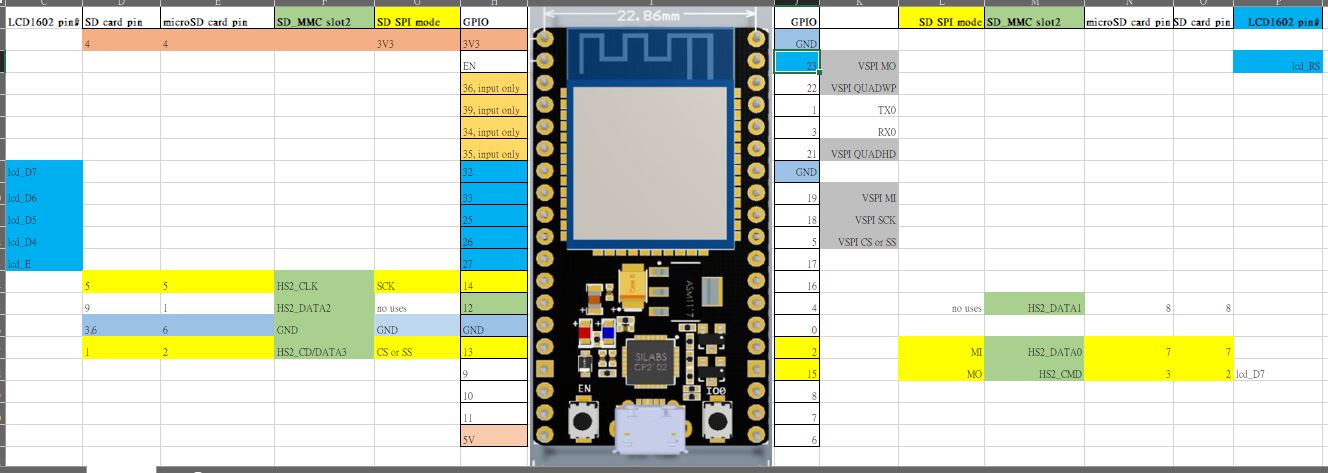 C D E F G H I J K L M N O P
LCD1602 pin# SD card pin microSD card pin SD_MMC slot2 SD SPI mode GPIO 22.86mm GPIO SD SPI mode SD_MMC slot2 microSD card pin SD card pin LCD1602 pin#
4 4 3V3 3V3 GND
EN 23 VSPI MO lcd_RS
36, input only 22 VSPI QUADWP
39, input only 1 TX0
34, input only 3 RX0
35, input only 21 VSPI QUADHD
lcd_D7 32 GND
lcd_D6 33 19 VSPI MI
lcd_D5 25 18 VSPI SCK
lcd_D4 26 5 VSPI CS or SS
lcd_E 27 17
5 5 HS2_CLK SCK 14 16
9 1 HS2_DATA2 no uses 12 4 no uses HS2_DATA1 8 8
3,6 6 GND GND GND 0
1 2 HS2_CD/DATA3 CS or SS 13 2 MI HS2_DATA0 7 7
9 15 MO HS2_CMD 3 2 lcd_D7
10 8
11 7
5V 6
ASM1117
SILABS
CP2102
EN IO0